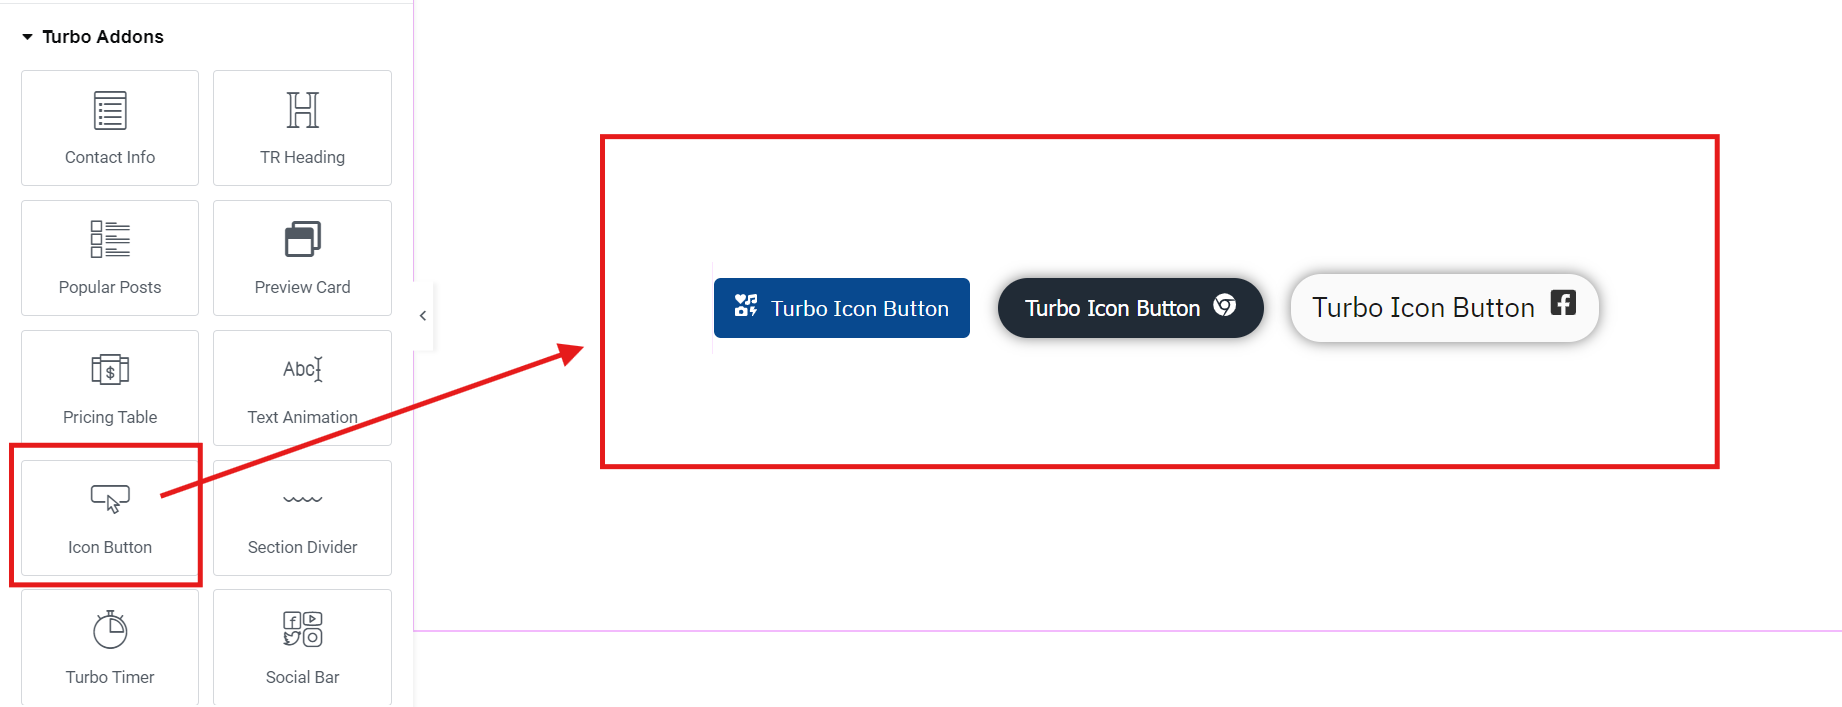 Turbo Addons
Contact Info
TR Heading
Popular Posts
Preview Card
Pricing Table
Abc
Text Animation
Icon Button
Section Divider
Turbo Timer
Social Bar
Turbo Icon Button
Turbo Icon Button
Turbo Icon Button